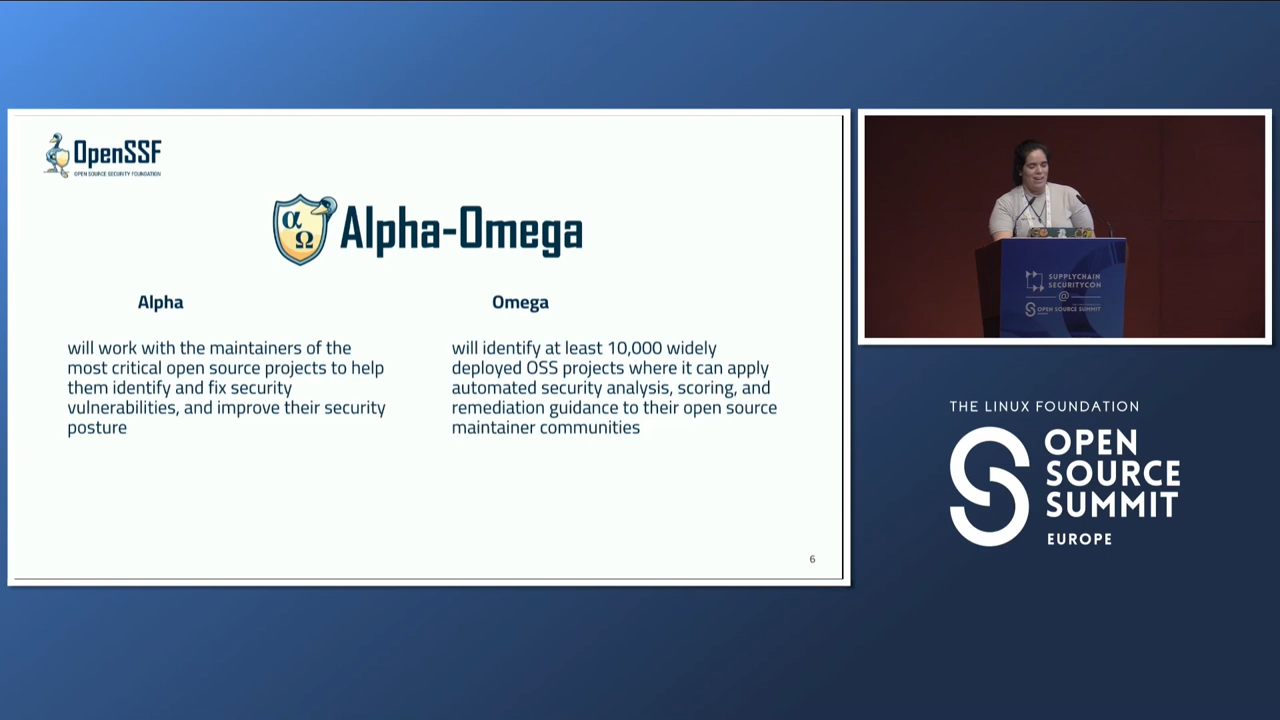 OpenSSF
OPEN SOURCE SECURITY FOUNDATION
α
Ω
Alpha-Omega
Alpha
will work with the maintainers of the
most critical open source projects to help
them identify and fix security
vulnerabilities, and improve their security
posture
Omega
will identify at least 10,000 widely
deployed OSS projects where it can apply
automated security analysis, scoring, and
remediation guidance to their open source
maintainer communities
6
SUPPLYCHAIN
SECURITYCON
@
OPEN SOURCE SUMMIT
THE LINUX FOUNDATION
OPEN
SOURCE
SUMMIT
EUROPE